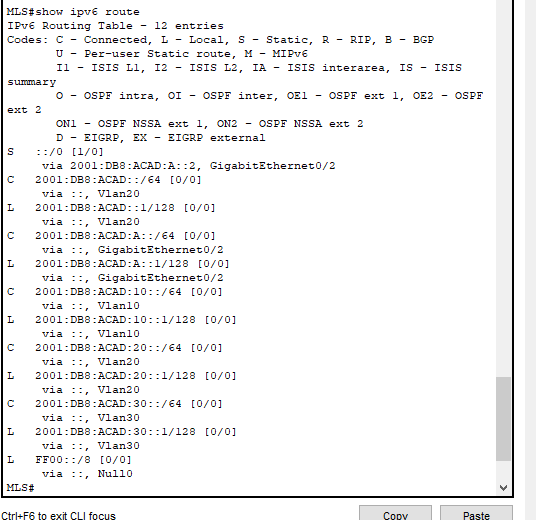 MLS#show ipv6 route
IPv6 Routing Table - 12 entries
Codes: C - Connected, L - Local, S - Static, R - RIP, B - BGP
U - Per-user Static route, M - MIPv6
I1 - ISIS L1, I2 - ISIS L2, IA - ISIS interarea, IS - ISIS
summary
O - OSPF intra, OI - OSPF inter, OE1 - OSPF ext 1, OE2 - OSPF
ext 2
ON1 - OSPF NSSA ext 1, ON2 - OSPF NSSA ext 2
D - EIGRP, EX - EIGRP external
S ::/0 [1/0]
via 2001:DB8:ACAD:A::2, GigabitEthernet0/2
C 2001:DB8:ACAD::/64 [0/0]
via ::, Vlan20
L 2001:DB8:ACAD::1/128 [0/0]
via ::, Vlan20
C 2001:DB8:ACAD:A::/64 [0/0]
via ::, GigabitEthernet0/2
L 2001:DB8:ACAD:A::1/128 [0/0]
via ::, GigabitEthernet0/2
C 2001:DB8:ACAD:10::/64 [0/0]
via ::, Vlan10
L 2001:DB8:ACAD:10::1/128 [0/0]
via ::, Vlan10
C 2001:DB8:ACAD:20::/64 [0/0]
via ::, Vlan20
L 2001:DB8:ACAD:20::1/128 [0/0]
via ::, Vlan20
C 2001:DB8:ACAD:30::/64 [0/0]
via ::, Vlan30
L 2001:DB8:ACAD:30::1/128 [0/0]
via ::, Vlan30
L FF00::/8 [0/0]
via ::, Null0
MLS#
Ctrl+F6 to exit CLI focus
Copy
Paste